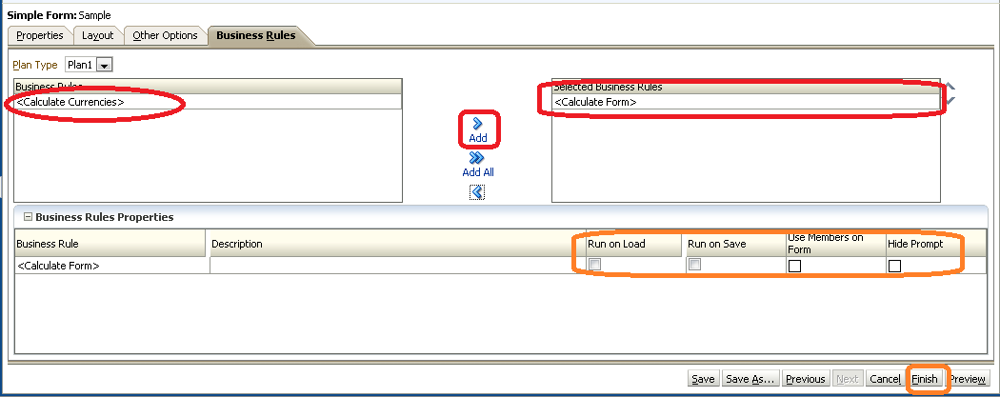 Simple Form: Sample
Properties Layout Other Options Business Rules
Plan Type Plan1
Business Rules Selected Business Rules
<Calculate Currencies> <Calculate Form>
Add
Add All
Business Rules Properties
Business Rule Description Run on Load Run on Save Use Members on Form Hide Prompt
<Calculate Form>
Save Save As... Previous Next Cancel Finish Preview